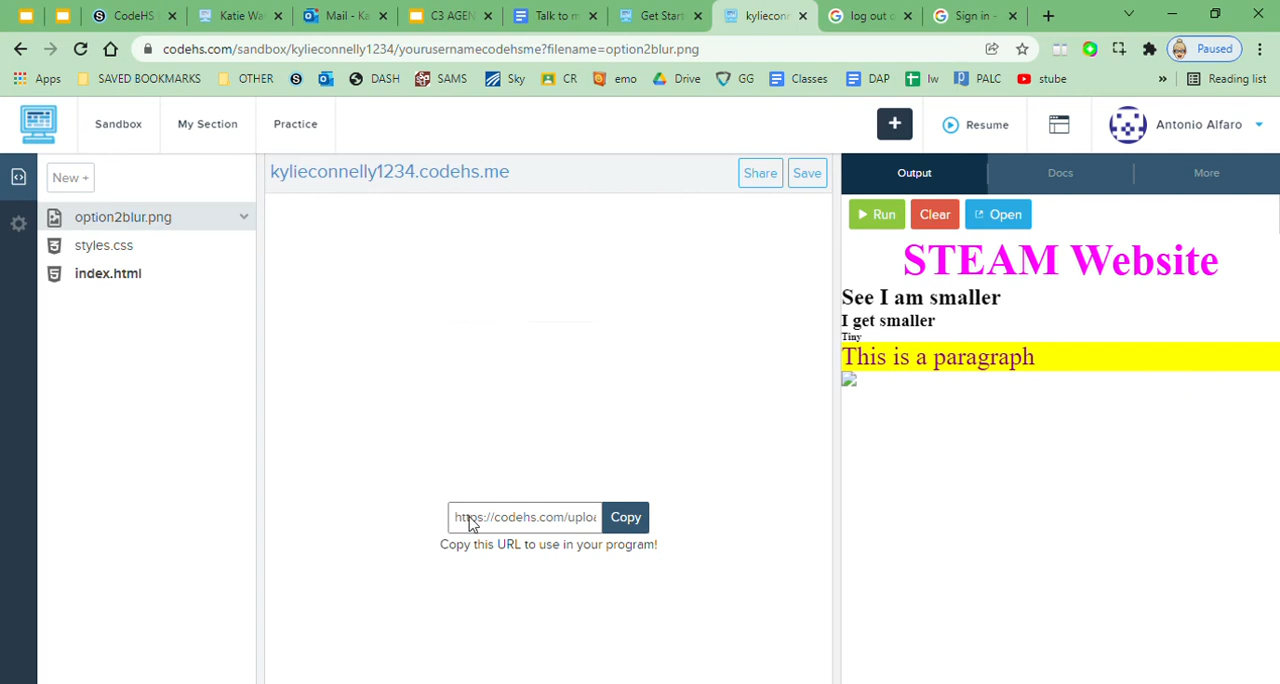 CodeHS
Katie Wa
Mail - Ka
C3 AGEN
Talk to m
Get Start
kylieconn
log out c
Sign in -
codehs.com/sandbox/kylieconnelly1234/yourusernamecodehsme?filename=option2blur.png
Paused
Apps
SAVED BOOKMARKS
OTHER
DASH
SAMS
Sky
CR
emo
Drive
GG
Classes
DAP
lw
PALC
stube
»
Reading list
Sandbox
My Section
Practice
+
Resume
Antonio Alfaro
New +
kylieconnelly1234.codehs.me
Share
Save
Output
Docs
More
option2blur.png
styles.css
index.html
Run
Clear
Open
STEAM Website
See I am smaller
I get smaller
Tiny
This is a paragraph
https://codehs.com/uploa
Copy
Copy this URL to use in your program!